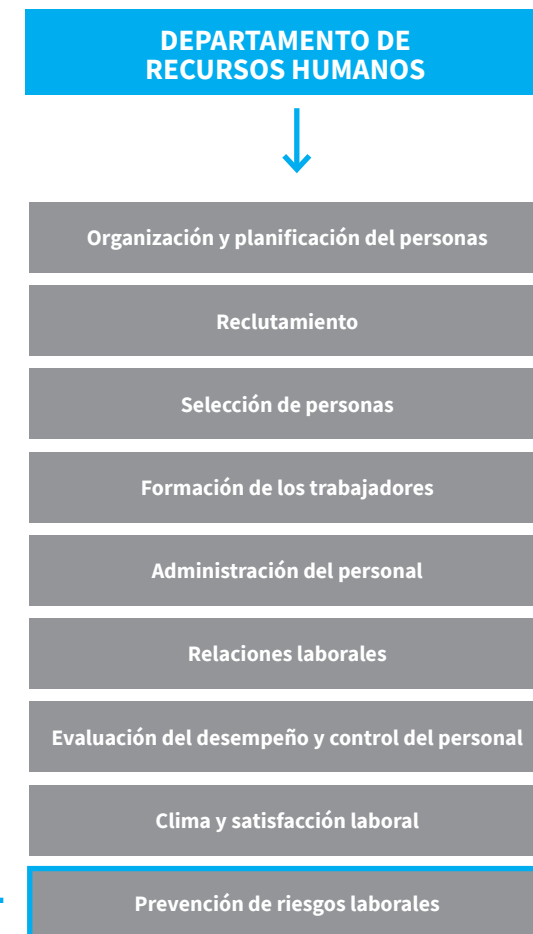 DEPARTAMENTO DE
RECURSOS HUMANOS
Organización y planificación del personas
Reclutamiento
Selección de personas
Formación de los trabajadores
Administración del personal
Relaciones laborales
Evaluación del desempeño y control del personal
Clima y satisfacción laboral
Prevención de riesgos laborales